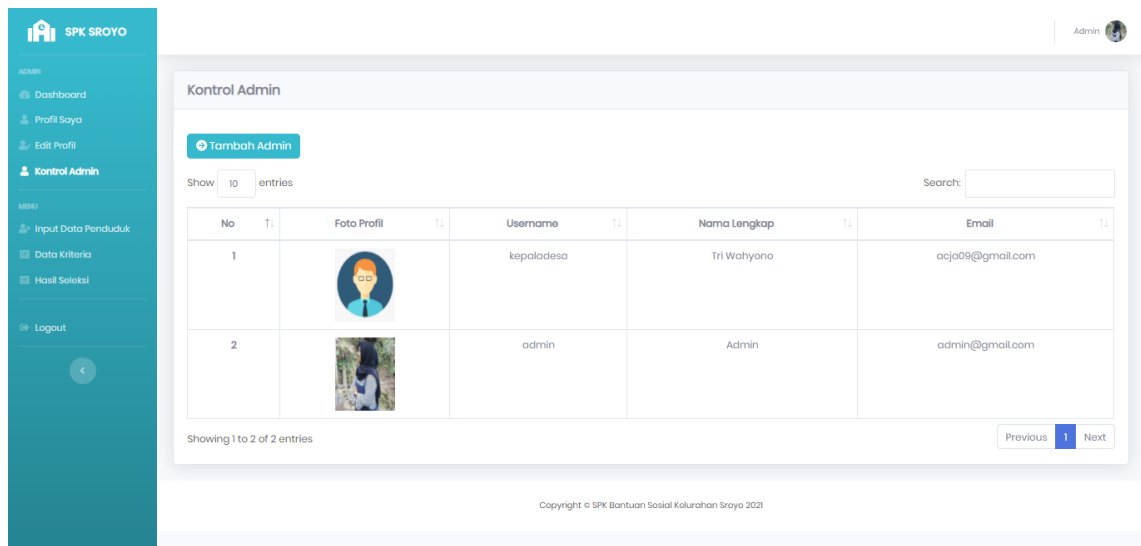 SPK SROYO
Admin
ADMIN
Dashboard
Profil Saya
Edit Profil
Kontrol Admin
MENU
Input Data Penduduk
Data Kriteria
Hasil Seleksi
Logout
Kontrol Admin
Tambah Admin
Show 10 entries
Search:
No Foto Profil Username Nama Lengkap Email
1 kepaladesa Tri Wahyono acja09@gmail.com
2 admin Admin admin@gmail.com
Showing 1 to 2 of 2 entries
Previous 1 Next
Copyright © SPK Bantuan Sosial Kelurahan Sroyo 2021